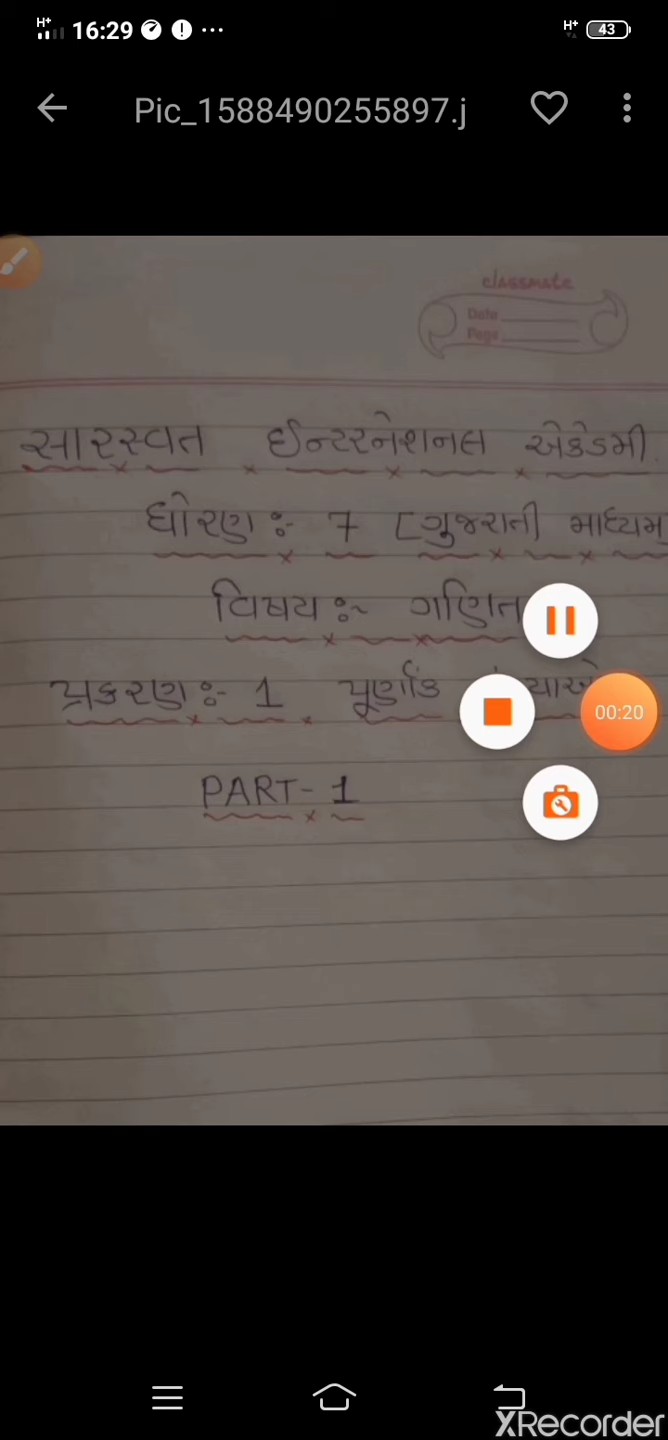 16:29
43
Pic_1588490255897.j
classmate
Date
Page
સારસ્વત ઈન્ટરનેશનલ એકેડમી
ધોરણ :- 7 [ગુજરાતી માધ્યમ
વિષય :- ગણિત
પ્રકરણ :- 1 પૂર્ણાંક
00:20
PART-1
XRecorder